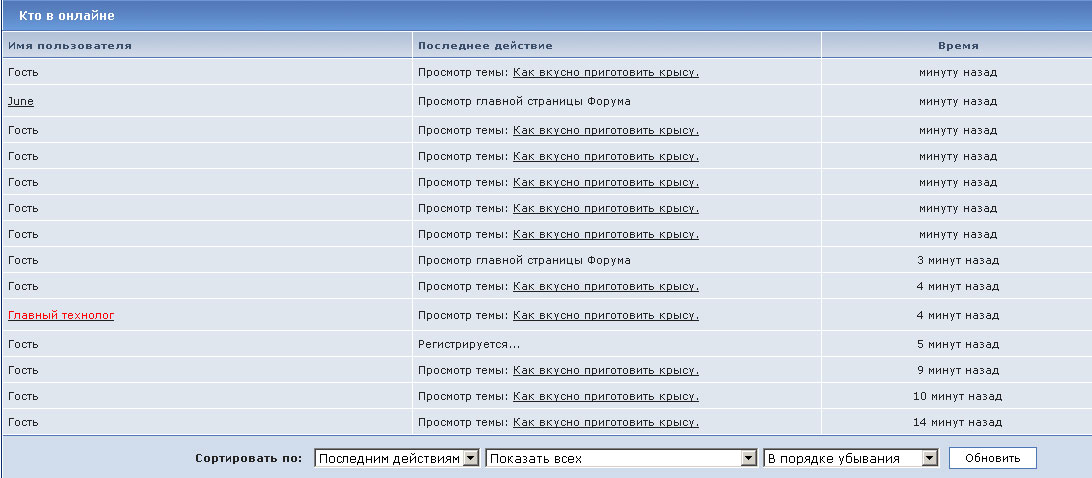 Кто в онлайне
Имя пользователя Последнее действие Время
Гость Просмотр темы: Как вкусно приготовить крысу. минуту назад
June Просмотр главной страницы Форума минуту назад
Гость Просмотр темы: Как вкусно приготовить крысу. минуту назад
Гость Просмотр темы: Как вкусно приготовить крысу. минуту назад
Гость Просмотр темы: Как вкусно приготовить крысу. минуту назад
Гость Просмотр темы: Как вкусно приготовить крысу. минуту назад
Гость Просмотр темы: Как вкусно приготовить крысу. минуту назад
Гость Просмотр главной страницы Форума 3 минут назад
Гость Просмотр темы: Как вкусно приготовить крысу. 4 минут назад
Главный технолог Просмотр темы: Как вкусно приготовить крысу. 4 минут назад
Гость Регистрируется... 5 минут назад
Гость Просмотр темы: Как вкусно приготовить крысу. 9 минут назад
Гость Просмотр темы: Как вкусно приготовить крысу. 10 минут назад
Гость Просмотр темы: Как вкусно приготовить крысу. 14 минут назад
Сортировать по: Последним действиям Показать всех В порядке убывания Обновить